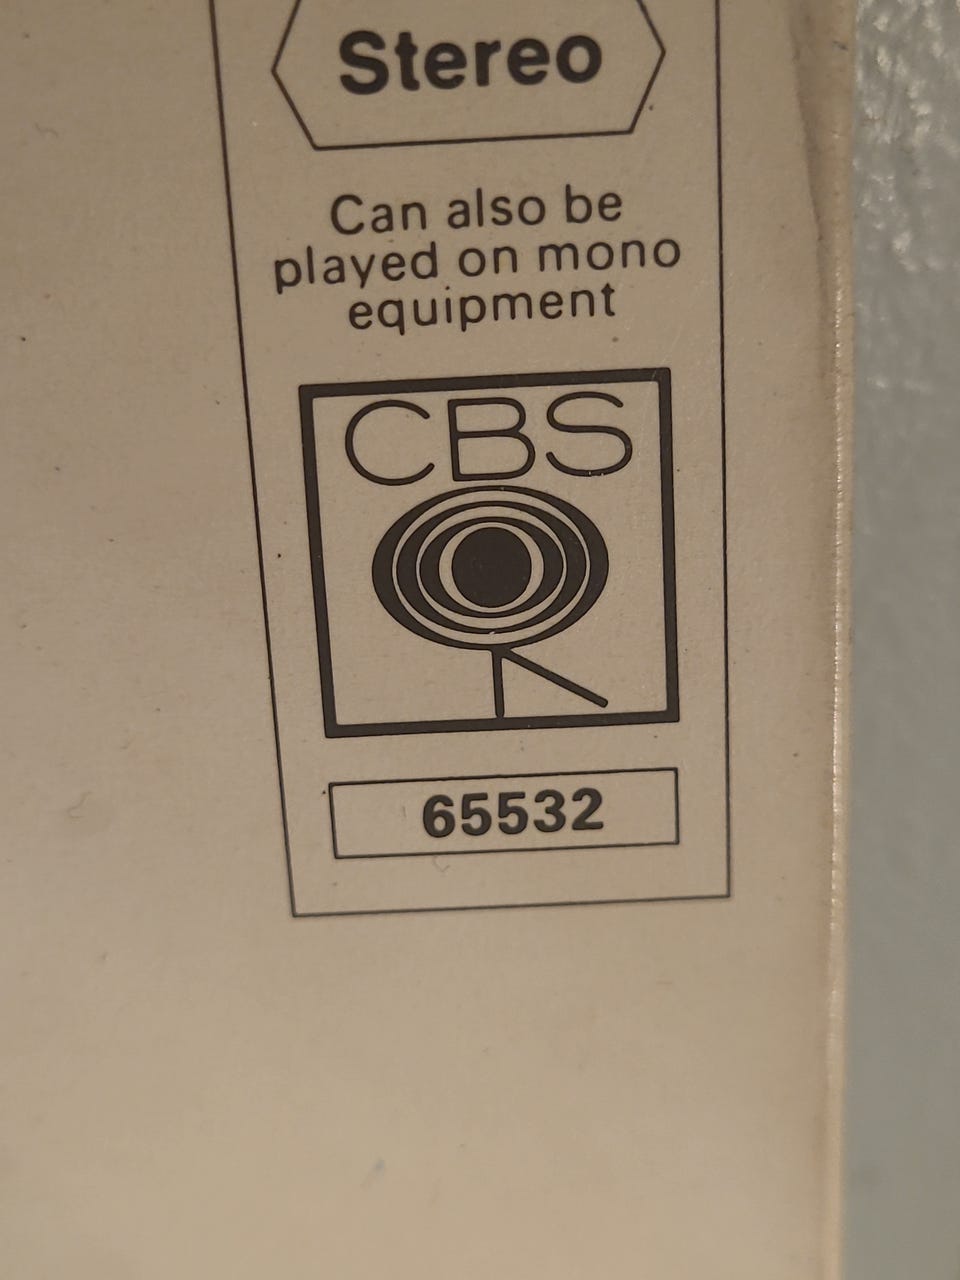 Stereo
Can also be
played on mono
equipment
CBS
65532